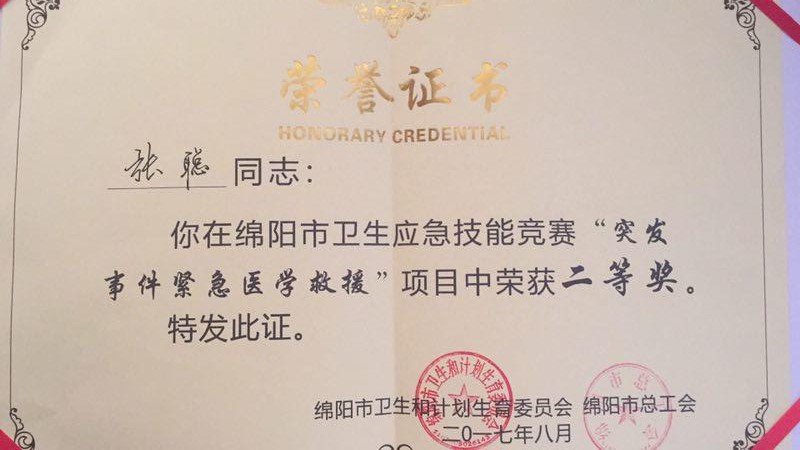 荣誉证书
HONORARY CREDENTIAL
张聪同志：
你在绵阳市卫生应急技能竞赛“突发
事件紧急医学救援”项目中荣获二等奖。
特发此证。
绵阳市卫生和计划生育委员会 绵阳市总工会
二〇一七年八月